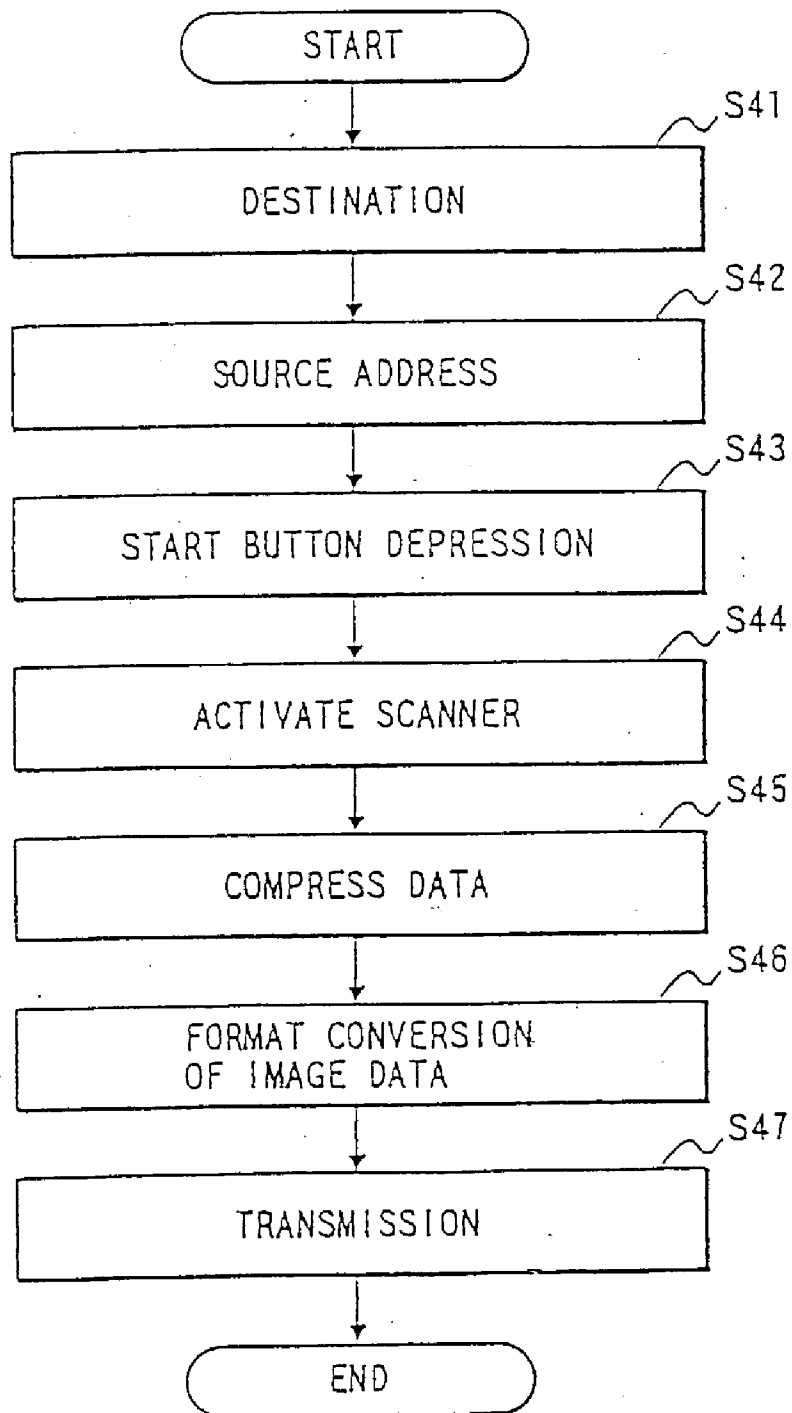 START
S41
DESTINATION
S42
SOURCE ADDRESS
S43
START BUTTON DEPRESSION
S44
ACTIVATE SCANNER
S45
COMPRESS DATA
S46
FORMAT CONVERSION
OF IMAGE DATA
S47
TRANSMISSION
END